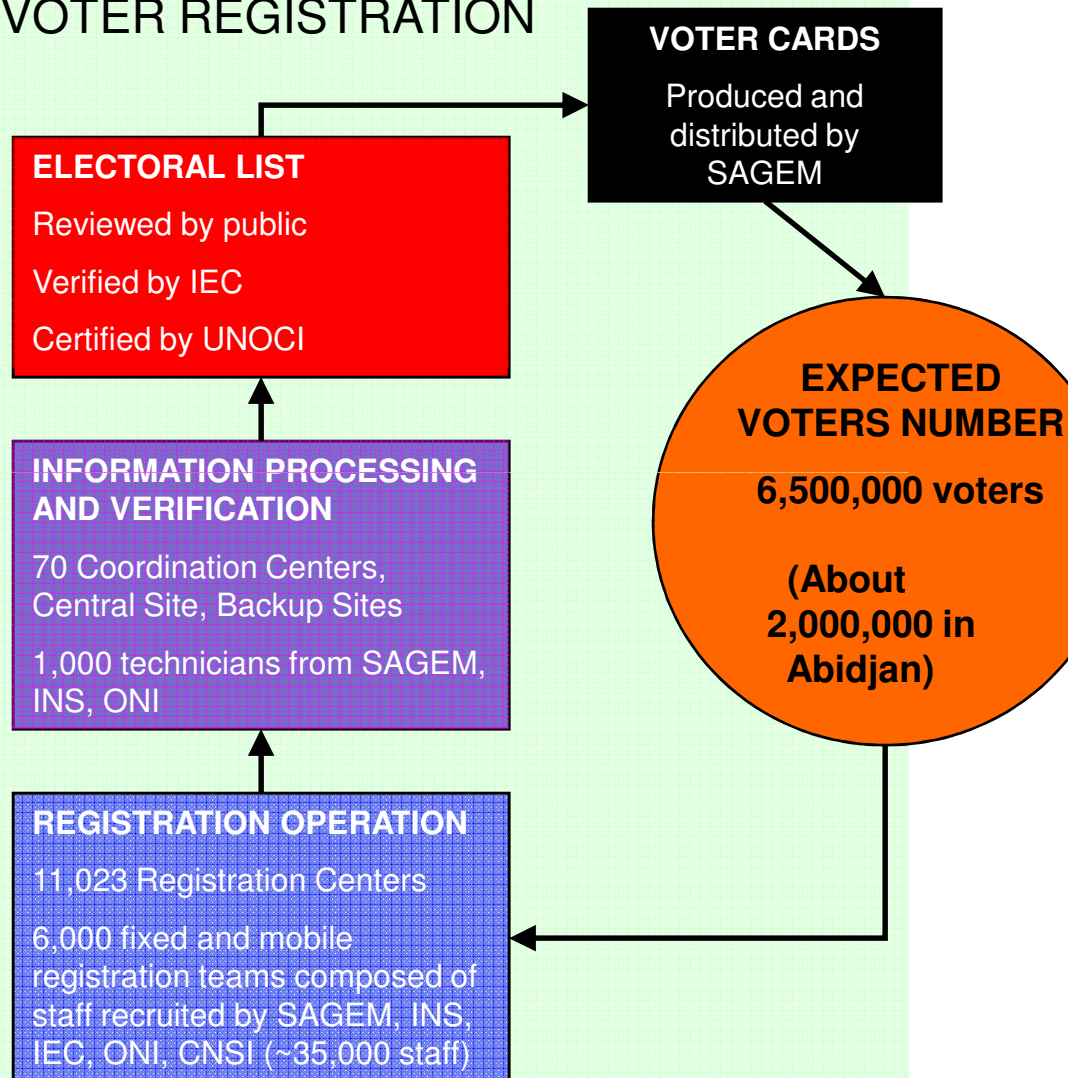 VOTER REGISTRATION
VOTER CARDS
Produced and
distributed by
SAGEM
ELECTORAL LIST
Reviewed by public
Verified by IEC
Certified by UNOCI
EXPECTED
VOTERS NUMBER
6,500,000 voters
(About
2,000,000 in
Abidjan)
INFORMATION PROCESSING
AND VERIFICATION
70 Coordination Centers,
Central Site, Backup Sites
1,000 technicians from SAGEM,
INS, ONI
REGISTRATION OPERATION
11,023 Registration Centers
6,000 fixed and mobile
registration teams composed of
staff recruited by SAGEM, INS,
IEC, ONI, CNSI (~35,000 staff)